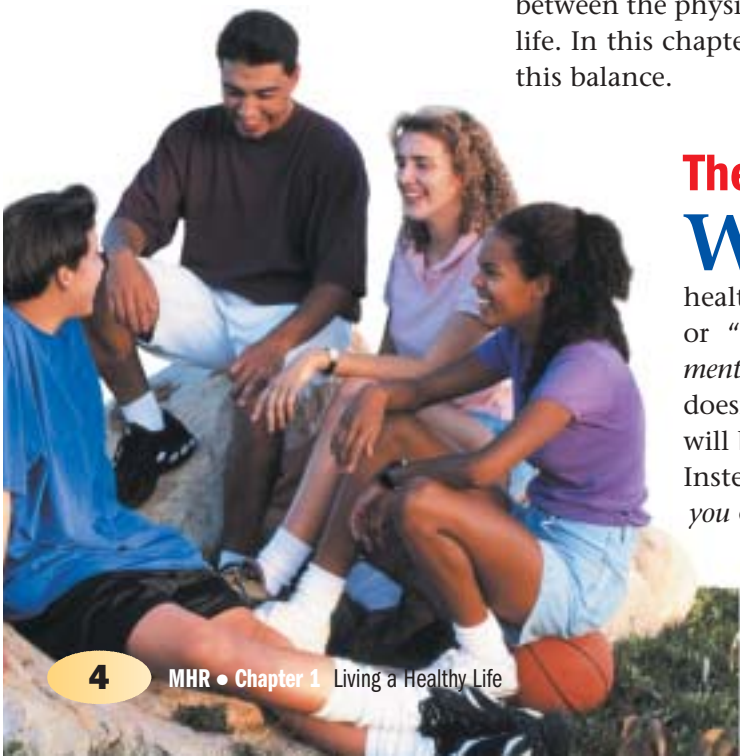 between the physi
life. In this chapte
this balance.
The
W
healt
or "
ment
does
will b
Inste
you
4 MHR • Chapter 1 Living a Healthy Life